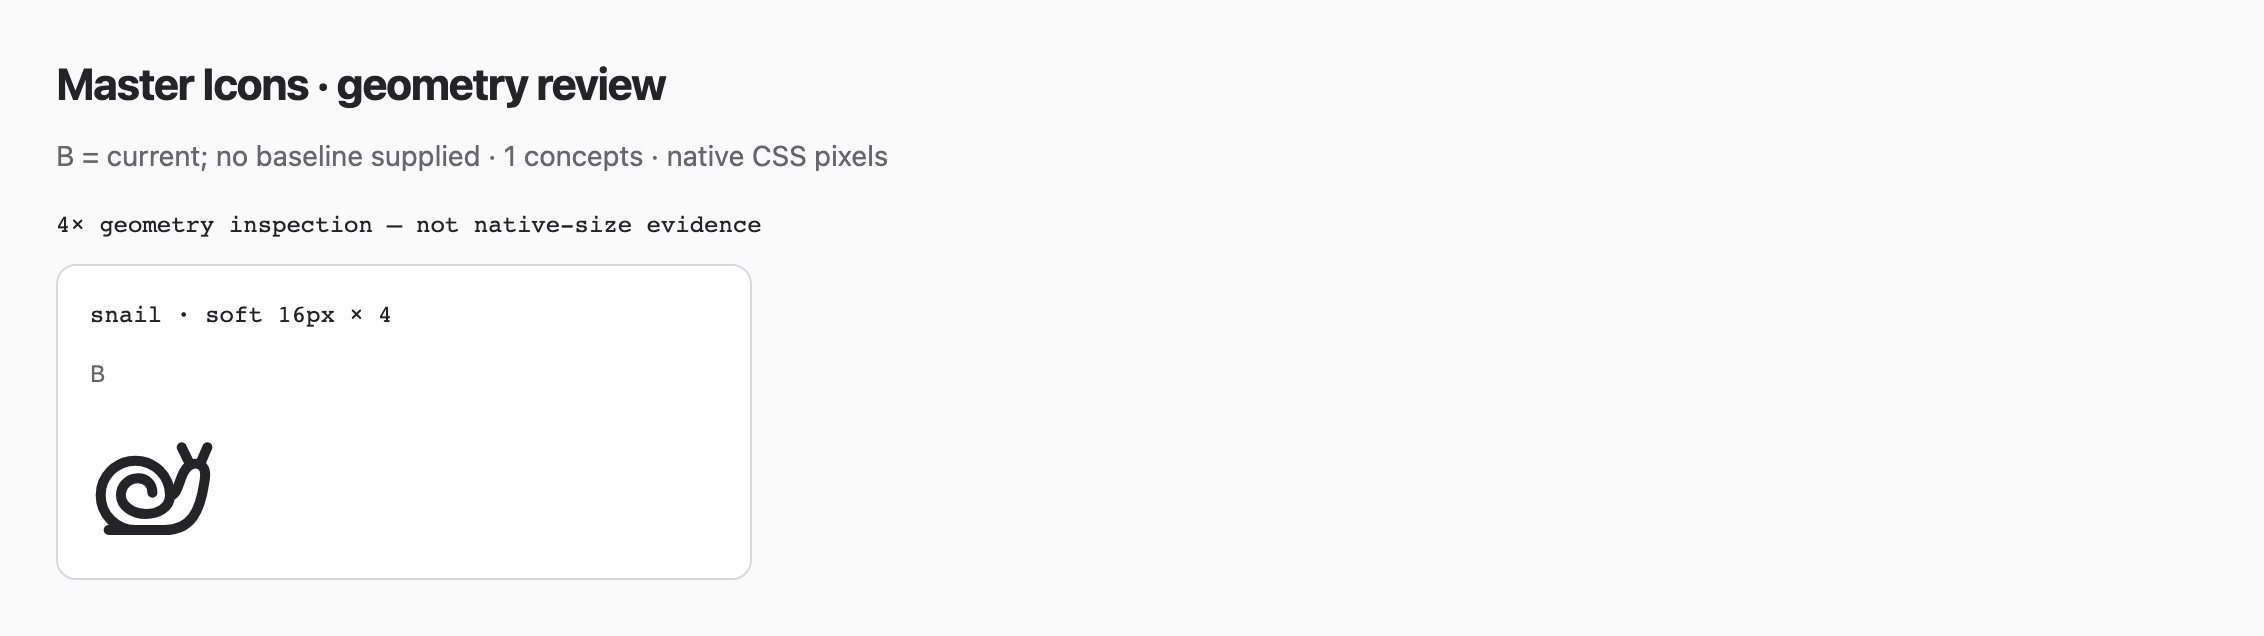 Master Icons · geometry review
B = current; no baseline supplied · 1 concepts · native CSS pixels
4× geometry inspection — not native-size evidence
snail · soft 16px × 4
B